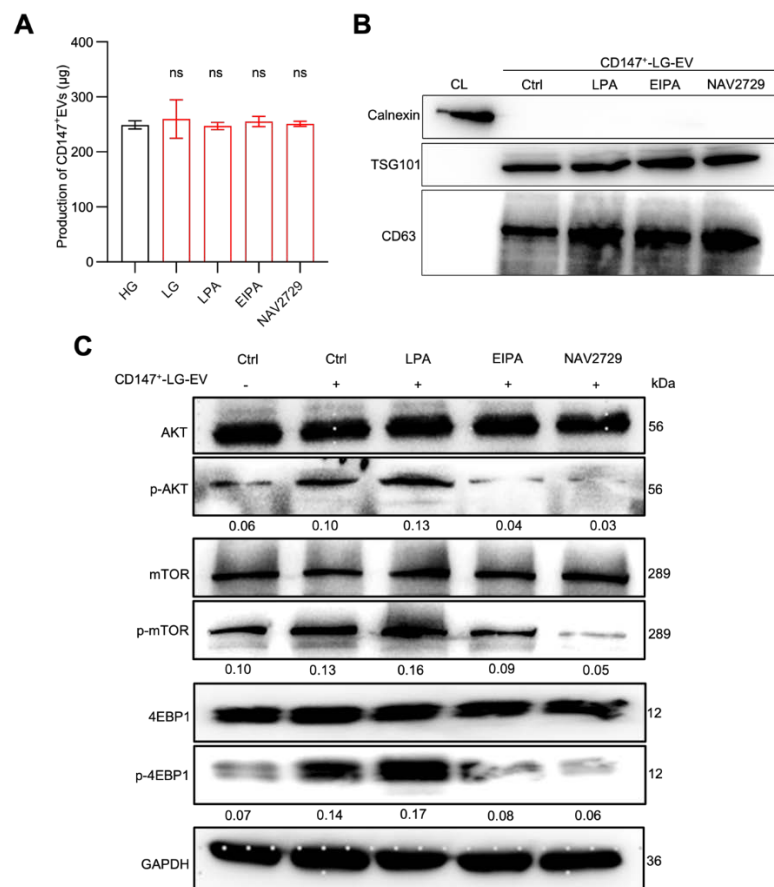 A
Production of CD147⁺EVs (µg)
400
300
200
100
0
ns ns ns ns
HG LG LPA EIPA NAV2729
B
CD147⁺-LG-EV
CL Ctrl LPA EIPA NAV2729
Calnexin
TSG101
CD63
C
Ctrl Ctrl LPA EIPA NAV2729
CD147⁺-LG-EV - + + + + kDa
AKT 56
p-AKT 56
0.06 0.10 0.13 0.04 0.03
mTOR 289
p-mTOR 289
0.10 0.13 0.16 0.09 0.05
4EBP1 12
p-4EBP1 12
0.07 0.14 0.17 0.08 0.06
GAPDH 36